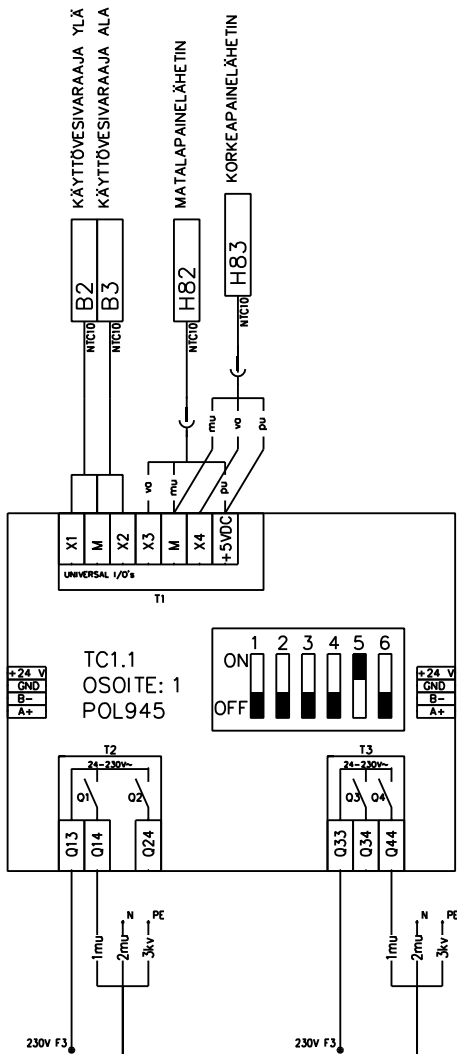 KÄYTTÖVESIVARAAJA YLÄ
KÄYTTÖVESIVARAAJA ALA
MATALAPAINELÄHETIN
KORKEAPAINELÄHETIN
B2
B3
H82
H83
NTC10
NTC10
NTC10
NTC10
mu
va
pu
va
mu
pu
X1
M
X2
X3
M
X4
+5VDC
UNIVERSAL I/O's
T1
TC1.1
OSOITE: 1
POL945
ON
OFF
1 2 3 4 5 6
+24 V
GND
B-
A+
+24 V
GND
B-
A+
T2
24-230V~
Q1
Q2
Q13
Q14
Q24
T3
24-230V~
Q3
Q4
Q33
Q34
Q44
N
PE
1mu
2mu
3kv
230V F3
N
PE
1mu
2mu
3kv
230V F3